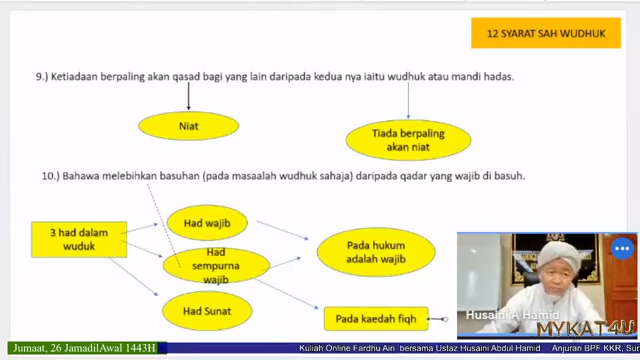 12 SYARAT SAH WUDHUK
9.) Ketiadaan berpaling akan qasad bagi yang lain daripada kedua nya iaitu wudhuk atau mandi hadas.
Niat
Tiada berpaling
akan niat
10.) Bahawa melebihkan basuhan (pada masaalah wudhuk sahaja) daripada qadar yang wajib di basuh.
3 had dalam
wuduk
Had wajib
Had
sempurna
wajib
Had Sunat
Pada hukum
adalah wajib
Pada kaedah fiqh
Husaini A Hamid
MYKAT4U
Jumaat, 26 JamadilAwal 1443H
Kuliah Online Fardhu Ain bersama Ustaz Husaini Abdul Hamid
Anjuran BPF KKR, Sur